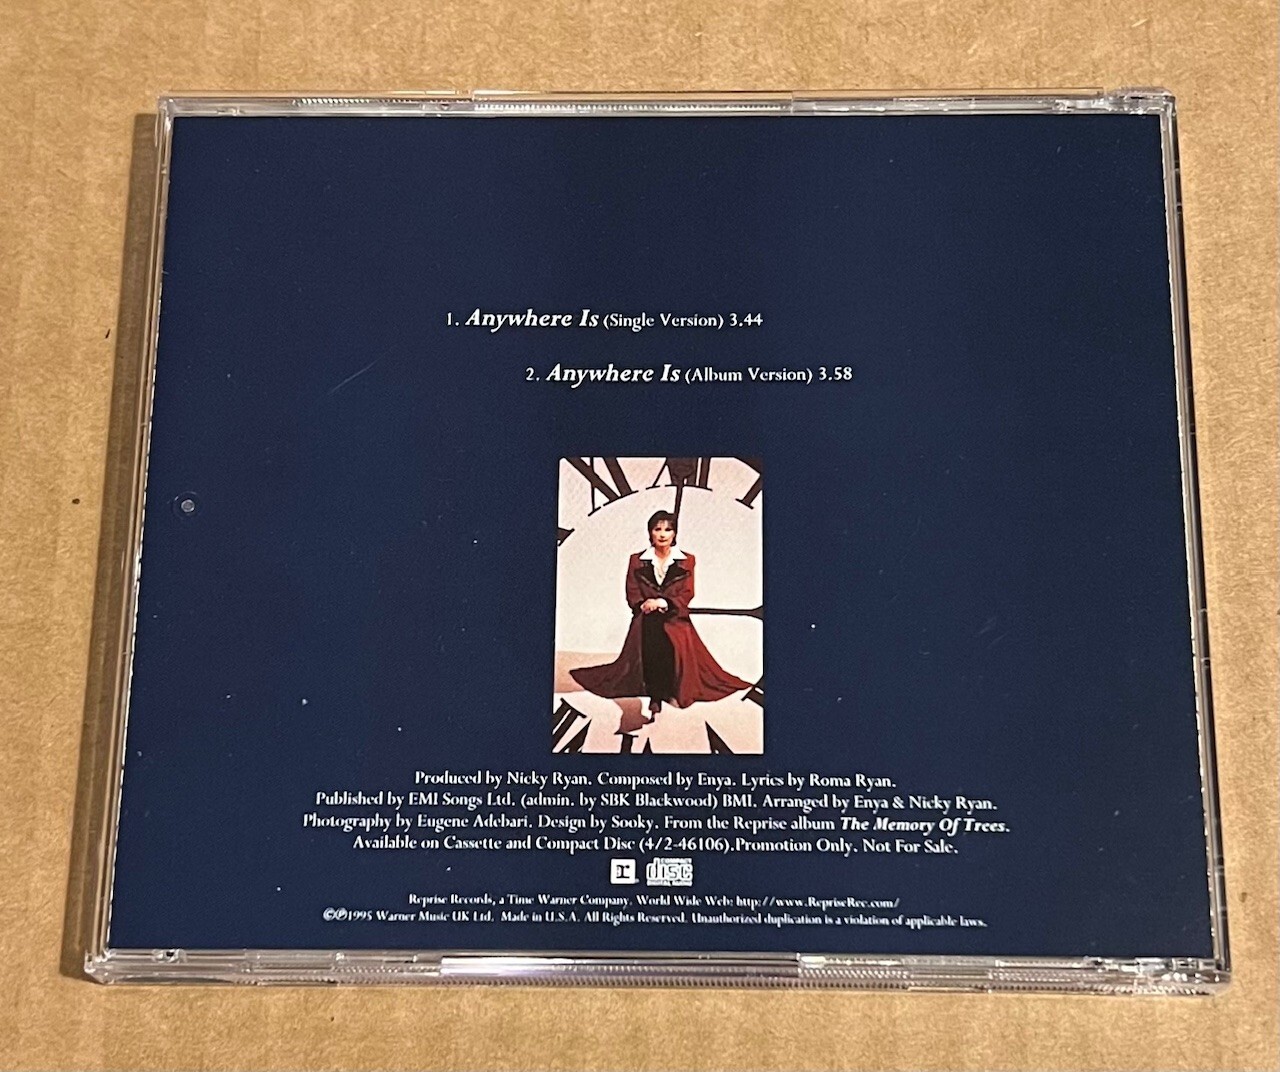 1. Anywhere Is (Single Version) 3.44
2. Anywhere Is (Album Version) 3.58
Produced by Nicky Ryan. Composed by Enya. Lyrics by Roma Ryan.
Published by EMI Songs Ltd. (admin. by SBK Blackwood) BMI. Arranged by Enya & Nicky Ryan.
Photography by Eugene Adebari. Design by Sooky. From the Reprise album The Memory Of Trees.
Available on Cassette and Compact Disc (4/2-46106).Promotion Only. Not For Sale.
r COMPACT disc DIGITAL AUDIO
Reprise Records, a Time Warner Company. World Wide Web: http://www.RepriseRec.com/
©℗1995 Warner Music UK Ltd. Made in U.S.A. All Rights Reserved. Unauthorized duplication is a violation of applicable laws.